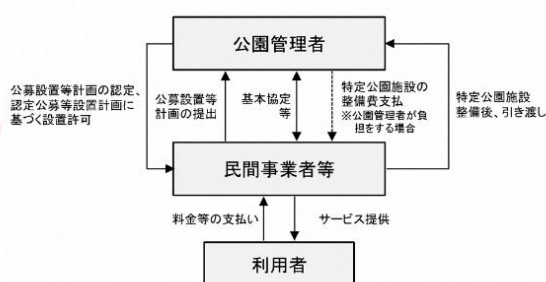 公園管理者
公募設置等計画の認定、
認定公募等設置計画に
基づく設置許可
公募設置等
計画の提出
基本協定
等
特定公園施設の
整備費支払
※公園管理者が負
担をする場合
特定公園施設
整備後、引き渡し
民間事業者等
料金等の支払い
サービス提供
利用者